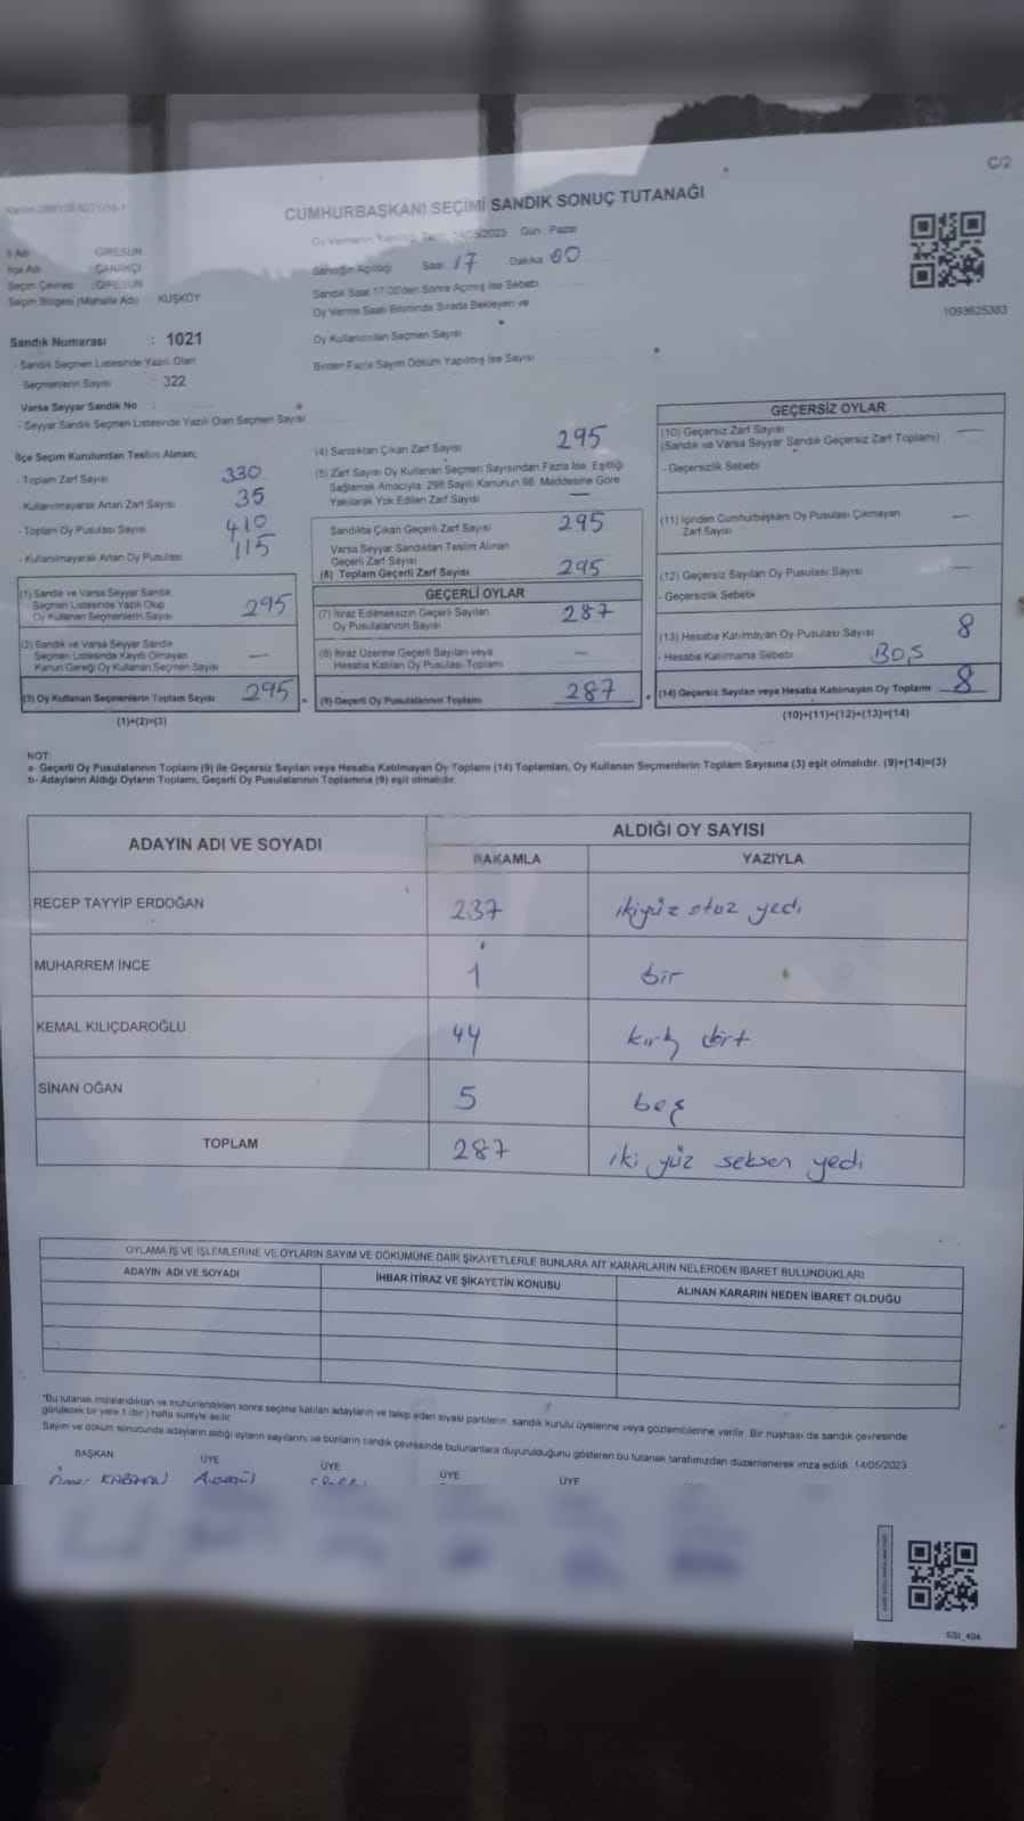 C/2
CUMHURBAŞKANI SEÇİMİ SANDIK SONUÇ TUTANAĞI
Gün : Pazar
İl Adı : GİRESUN
İlçe Adı : ÇANAKÇI
Seçim Çevresi : GİRESUN
Seçim Bölgesi (Mahalle Adı) : KUŞKÖY
Sandığın Açıldığı Saat 17 Dakika 00
Sandık Saat 17:00'den Sonra Açılmış İse Sebebi
Oy Verme Saati Bitiminde Sırada Bekleyen ve
Oy Kullandırılan Seçmen Sayısı
Birden Fazla Sayım Döküm Yapılmış İse Sayısı
1093625383
Sandık Numarası : 1021
- Sandık Seçmen Listesinde Yazılı Olan
Seçmenlerin Sayısı : 322
Varsa Seyyar Sandık No :
- Seyyar Sandık Seçmen Listesinde Yazılı Olan Seçmen Sayısı
İlçe Seçim Kurulundan Teslim Alınan;
- Toplam Zarf Sayısı 330
- Kullanılmayarak Artan Zarf Sayısı 35
- Toplam Oy Pusulası Sayısı 410
- Kullanılmayarak Artan Oy Pusulası 115
(1) Sandık ve Varsa Seyyar Sandık
Seçmen Listesinde Yazılı Olup
Oy Kullanan Seçmenlerin Sayısı 295
(2) Sandık ve Varsa Seyyar Sandık
Seçmen Listesinde Kayıtlı Olmayan
Kanun Gereği Oy Kullanan Seçmen Sayısı —
(3) Oy Kullanan Seçmenlerin Toplam Sayısı 295
(1)+(2)=(3)
(4) Sandıktan Çıkan Zarf Sayısı 295
(5) Zarf Sayısı Oy Kullanan Seçmen Sayısından Fazla İse, Eşitliği
Sağlamak Amacıyla, 298 Sayılı Kanunun 98. Maddesine Göre
Yakılarak Yok Edilen Zarf Sayısı —
Sandıkta Çıkan Geçerli Zarf Sayısı 295
Varsa Seyyar Sandıktan Teslim Alınan
Geçerli Zarf Sayısı
(6) Toplam Geçerli Zarf Sayısı 295
GEÇERLİ OYLAR
(7) İtiraz Edilmeksizin Geçerli Sayılan
Oy Pusulalarının Sayısı 287
(8) İtiraz Üzerine Geçerli Sayılan veya
Hesaba Katılan Oy Pusulası Toplamı —
(9) Geçerli Oy Pusulalarının Toplamı 287
GEÇERSİZ OYLAR
(10) Geçersiz Zarf Sayısı —
(Sandık ve Varsa Seyyar Sandık Geçersiz Zarf Toplamı)
- Geçersizlik Sebebi
(11) İçinden Cumhurbaşkanı Oy Pusulası Çıkmayan —
Zarf Sayısı
(12) Geçersiz Sayılan Oy Pusulası Sayısı —
- Geçersizlik Sebebi
(13) Hesaba Katılmayan Oy Pusulası Sayısı 8
- Hesaba Katılmama Sebebi BOŞ
(14) Geçersiz Sayılan veya Hesaba Katılmayan Oy Toplamı 8
(10)+(11)+(12)+(13)=(14)
NOT:
a- Geçerli Oy Pusulalarının Toplamı (9) ile Geçersiz Sayılan veya Hesaba Katılmayan Oy Toplamı (14) Toplamları, Oy Kullanan Seçmenlerin Toplam Sayısına (3) eşit olmalıdır. (9)+(14)=(3)
b- Adayların Aldığı Oyların Toplamı, Geçerli Oy Pusulalarının Toplamına (9) eşit olmalıdır.
ADAYIN ADI VE SOYADI
ALDIĞI OY SAYISI
RAKAMLA YAZIYLA
RECEP TAYYİP ERDOĞAN 237 ikiyüz otuz yedi
MUHARREM İNCE 1 bir
KEMAL KILIÇDAROĞLU 44 kırk dört
SİNAN OĞAN 5 beş
TOPLAM 287 iki yüz seksen yedi
OYLAMA İŞ VE İŞLEMLERİNE VE OYLARIN SAYIM VE DÖKÜMÜNE DAİR ŞİKAYETLERLE BUNLARA AİT KARARLARIN NELERDEN İBARET BULUNDUKLARI
ADAYIN ADI VE SOYADI İHBAR İTİRAZ VE ŞİKAYETİN KONUSU ALINAN KARARIN NEDEN İBARET OLDUĞU
*Bu tutanak imzalandıktan ve mühürlendikten sonra seçime katılan adayların ve takip eden siyasi partilerin, sandık kurulu üyelerine veya gözlemcilerine verilir. Bir nüshası da sandık çevresinde
görülecek bir yere 1 (bir) hafta süreyle asılır.
Sayım ve döküm sonucunda adayların aldığı oyların sayılarını ve bunların sandık çevresinde bulunanlara duyurulduğunu gösteren bu tutanak tarafımızdan düzenlenerek imza edildi. 14/05/2023
BAŞKAN ÜYE ÜYE ÜYE ÜYE